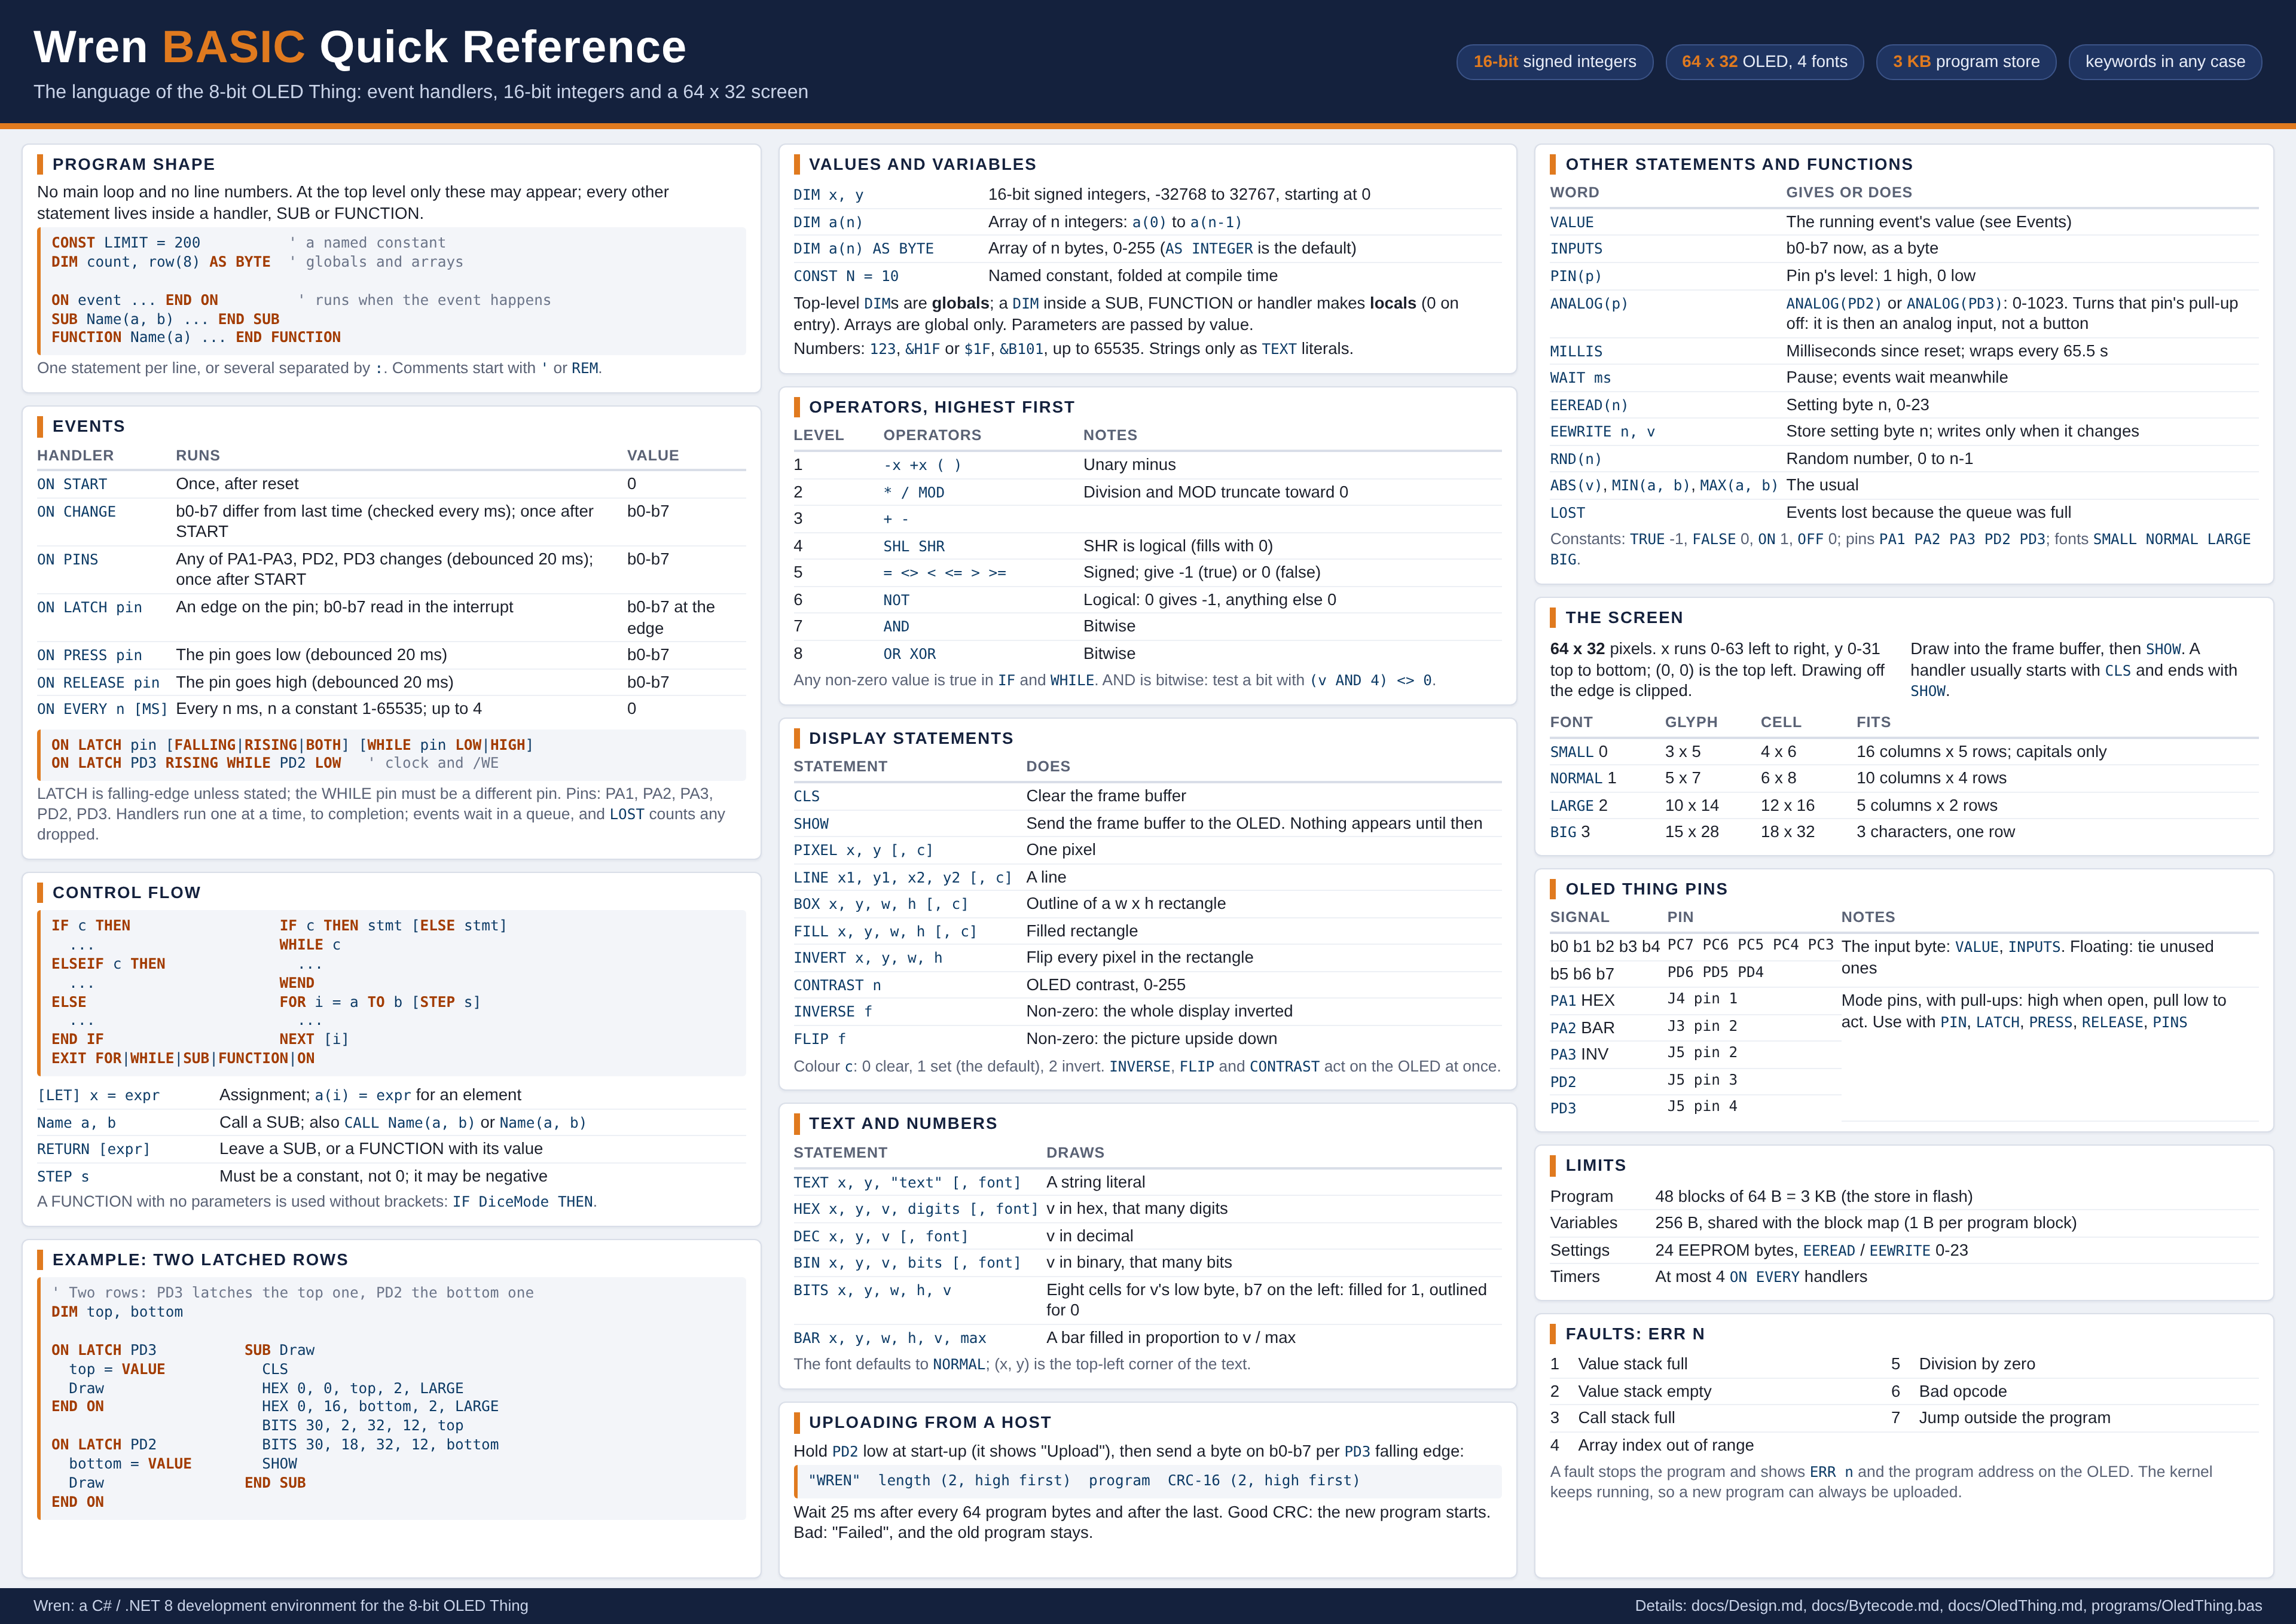 Wren BASIC Quick Reference
The language of the 8-bit OLED Thing: event handlers, 16-bit integers and a 64 x 32 screen
16-bit signed integers
64 x 32 OLED, 4 fonts
3 KB program store
keywords in any case
PROGRAM SHAPE
No main loop and no line numbers. At the top level only these may appear; every other
statement lives inside a handler, SUB or FUNCTION.
CONST LIMIT = 200 ' a named constant
DIM count, row(8) AS BYTE ' globals and arrays
ON event ... END ON ' runs when the event happens
SUB Name(a, b) ... END SUB
FUNCTION Name(a) ... END FUNCTION
One statement per line, or several separated by :. Comments start with ' or REM.
EVENTS
HANDLER RUNS VALUE
ON START Once, after reset 0
ON CHANGE b0-b7 differ from last time (checked every ms); once after b0-b7
START
ON PINS Any of PA1-PA3, PD2, PD3 changes (debounced 20 ms); b0-b7
once after START
ON LATCH pin An edge on the pin; b0-b7 read in the interrupt b0-b7 at the
edge
ON PRESS pin The pin goes low (debounced 20 ms) b0-b7
ON RELEASE pin The pin goes high (debounced 20 ms) b0-b7
ON EVERY n [MS] Every n ms, n a constant 1-65535; up to 4 0
ON LATCH pin [FALLING|RISING|BOTH] [WHILE pin LOW|HIGH]
ON LATCH PD3 RISING WHILE PD2 LOW ' clock and /WE
LATCH is falling-edge unless stated; the WHILE pin must be a different pin. Pins: PA1, PA2, PA3,
PD2, PD3. Handlers run one at a time, to completion; events wait in a queue, and LOST counts any
dropped.
CONTROL FLOW
IF c THEN IF c THEN stmt [ELSE stmt]
... WHILE c
ELSEIF c THEN ...
... WEND
ELSE FOR i = a TO b [STEP s]
... ...
END IF NEXT [i]
EXIT FOR|WHILE|SUB|FUNCTION|ON
[LET] x = expr Assignment; a(i) = expr for an element
Name a, b Call a SUB; also CALL Name(a, b) or Name(a, b)
RETURN [expr] Leave a SUB, or a FUNCTION with its value
STEP s Must be a constant, not 0; it may be negative
A FUNCTION with no parameters is used without brackets: IF DiceMode THEN.
EXAMPLE: TWO LATCHED ROWS
' Two rows: PD3 latches the top one, PD2 the bottom one
DIM top, bottom
ON LATCH PD3 SUB Draw
top = VALUE CLS
Draw HEX 0, 0, top, 2, LARGE
END ON HEX 0, 16, bottom, 2, LARGE
BITS 30, 2, 32, 12, top
ON LATCH PD2 BITS 30, 18, 32, 12, bottom
bottom = VALUE SHOW
Draw END SUB
END ON
VALUES AND VARIABLES
DIM x, y 16-bit signed integers, -32768 to 32767, starting at 0
DIM a(n) Array of n integers: a(0) to a(n-1)
DIM a(n) AS BYTE Array of n bytes, 0-255 (AS INTEGER is the default)
CONST N = 10 Named constant, folded at compile time
Top-level DIMs are globals; a DIM inside a SUB, FUNCTION or handler makes locals (0 on
entry). Arrays are global only. Parameters are passed by value.
Numbers: 123, &H1F or $1F, &B101, up to 65535. Strings only as TEXT literals.
OPERATORS, HIGHEST FIRST
LEVEL OPERATORS NOTES
1 -x +x ( ) Unary minus
2 * / MOD Division and MOD truncate toward 0
3 + -
4 SHL SHR SHR is logical (fills with 0)
5 = <> < <= > >= Signed; give -1 (true) or 0 (false)
6 NOT Logical: 0 gives -1, anything else 0
7 AND Bitwise
8 OR XOR Bitwise
Any non-zero value is true in IF and WHILE. AND is bitwise: test a bit with (v AND 4) <> 0.
DISPLAY STATEMENTS
STATEMENT DOES
CLS Clear the frame buffer
SHOW Send the frame buffer to the OLED. Nothing appears until then
PIXEL x, y [, c] One pixel
LINE x1, y1, x2, y2 [, c] A line
BOX x, y, w, h [, c] Outline of a w x h rectangle
FILL x, y, w, h [, c] Filled rectangle
INVERT x, y, w, h Flip every pixel in the rectangle
CONTRAST n OLED contrast, 0-255
INVERSE f Non-zero: the whole display inverted
FLIP f Non-zero: the picture upside down
Colour c: 0 clear, 1 set (the default), 2 invert. INVERSE, FLIP and CONTRAST act on the OLED at once.
TEXT AND NUMBERS
STATEMENT DRAWS
TEXT x, y, "text" [, font] A string literal
HEX x, y, v, digits [, font] v in hex, that many digits
DEC x, y, v [, font] v in decimal
BIN x, y, v, bits [, font] v in binary, that many bits
BITS x, y, w, h, v Eight cells for v's low byte, b7 on the left: filled for 1, outlined
for 0
BAR x, y, w, h, v, max A bar filled in proportion to v / max
The font defaults to NORMAL; (x, y) is the top-left corner of the text.
UPLOADING FROM A HOST
Hold PD2 low at start-up (it shows "Upload"), then send a byte on b0-b7 per PD3 falling edge:
"WREN" length (2, high first) program CRC-16 (2, high first)
Wait 25 ms after every 64 program bytes and after the last. Good CRC: the new program starts.
Bad: "Failed", and the old program stays.
OTHER STATEMENTS AND FUNCTIONS
WORD GIVES OR DOES
VALUE The running event's value (see Events)
INPUTS b0-b7 now, as a byte
PIN(p) Pin p's level: 1 high, 0 low
ANALOG(p) ANALOG(PD2) or ANALOG(PD3): 0-1023. Turns that pin's pull-up
off: it is then an analog input, not a button
MILLIS Milliseconds since reset; wraps every 65.5 s
WAIT ms Pause; events wait meanwhile
EEREAD(n) Setting byte n, 0-23
EEWRITE n, v Store setting byte n; writes only when it changes
RND(n) Random number, 0 to n-1
ABS(v), MIN(a, b), MAX(a, b) The usual
LOST Events lost because the queue was full
Constants: TRUE -1, FALSE 0, ON 1, OFF 0; pins PA1 PA2 PA3 PD2 PD3; fonts SMALL NORMAL LARGE
BIG.
THE SCREEN
64 x 32 pixels. x runs 0-63 left to right, y 0-31
top to bottom; (0, 0) is the top left. Drawing off
the edge is clipped.
Draw into the frame buffer, then SHOW. A
handler usually starts with CLS and ends with
SHOW.
FONT GLYPH CELL FITS
SMALL 0 3 x 5 4 x 6 16 columns x 5 rows; capitals only
NORMAL 1 5 x 7 6 x 8 10 columns x 4 rows
LARGE 2 10 x 14 12 x 16 5 columns x 2 rows
BIG 3 15 x 28 18 x 32 3 characters, one row
OLED THING PINS
SIGNAL PIN NOTES
b0 b1 b2 b3 b4 PC7 PC6 PC5 PC4 PC3 The input byte: VALUE, INPUTS. Floating: tie unused
ones
b5 b6 b7 PD6 PD5 PD4
PA1 HEX J4 pin 1 Mode pins, with pull-ups: high when open, pull low to
act. Use with PIN, LATCH, PRESS, RELEASE, PINS
PA2 BAR J3 pin 2
PA3 INV J5 pin 2
PD2 J5 pin 3
PD3 J5 pin 4
LIMITS
Program 48 blocks of 64 B = 3 KB (the store in flash)
Variables 256 B, shared with the block map (1 B per program block)
Settings 24 EEPROM bytes, EEREAD / EEWRITE 0-23
Timers At most 4 ON EVERY handlers
FAULTS: ERR N
1 Value stack full 5 Division by zero
2 Value stack empty 6 Bad opcode
3 Call stack full 7 Jump outside the program
4 Array index out of range
A fault stops the program and shows ERR n and the program address on the OLED. The kernel
keeps running, so a new program can always be uploaded.
Wren: a C# / .NET 8 development environment for the 8-bit OLED Thing
Details: docs/Design.md, docs/Bytecode.md, docs/OledThing.md, programs/OledThing.bas